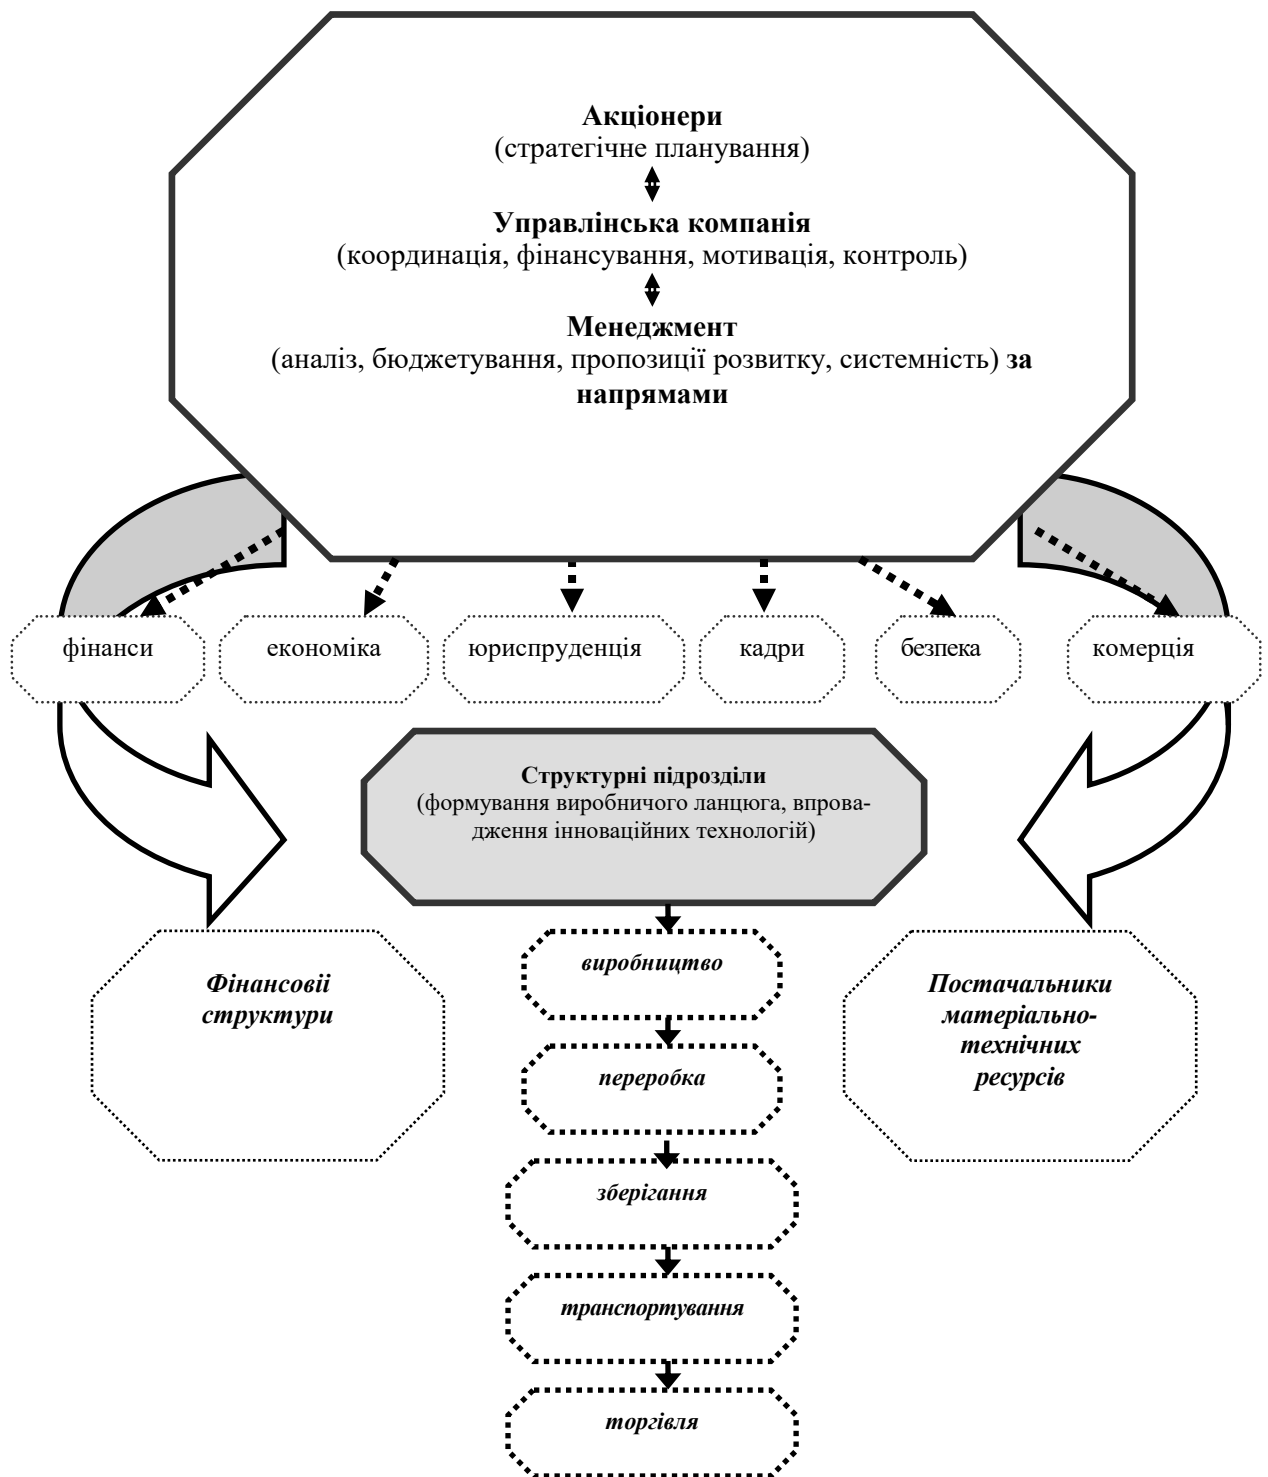 Акціонери
(стратегічне планування)
Управлінська компанія
(координація, фінансування, мотивація, контроль)
Менеджмент
(аналіз, бюджетування, пропозиції розвитку, системність) за
напрямами
фінанси
економіка
юриспруденція
кадри
безпека
комерція
Структурні підрозділи
(формування виробничого ланцюга, впрова-
дження інноваційних технологій)
виробництво
Фінансовії
структури
Постачальники
матеріально-
технічних
ресурсів
переробка
зберігання
транспортування
торгівля